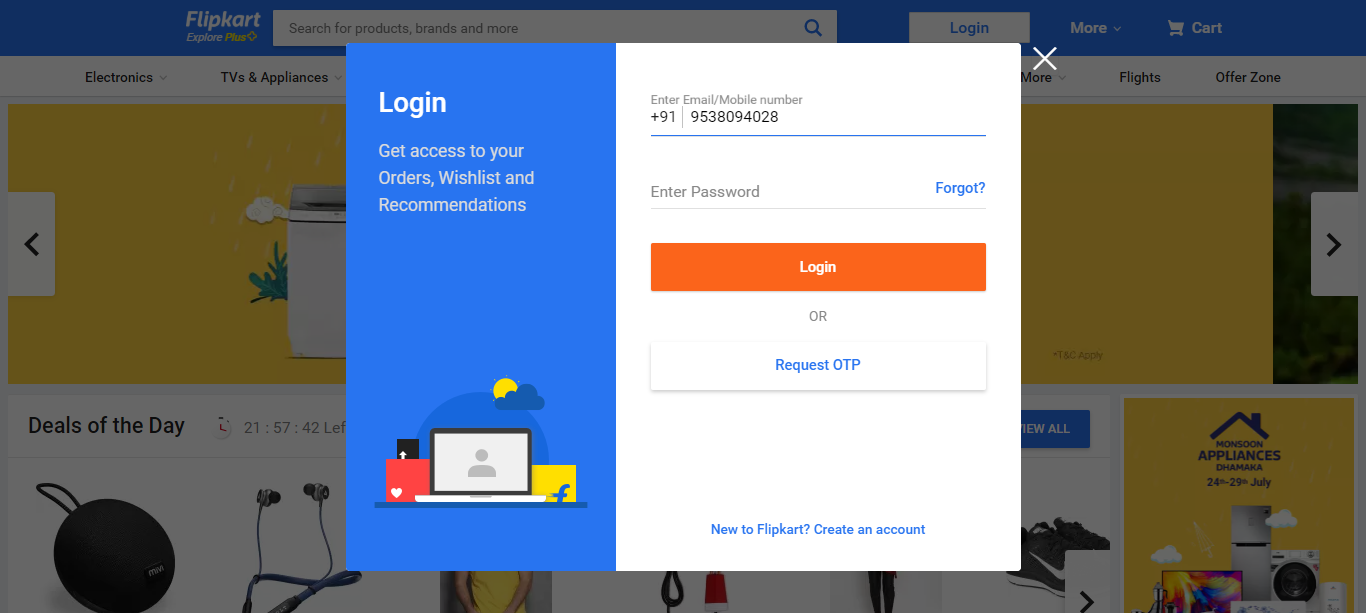 Flipkart
Explore Plus
Search for products, brands and more
Login
More
Cart
Electronics
TVs & Appliances
More
Flights
Offer Zone
Login
Get access to your
Orders, Wishlist and
Recommendations
Enter Email/Mobile number
+91 9538094028
Enter Password
Forgot?
Login
OR
Request OTP
New to Flipkart? Create an account
*T&C Apply
Deals of the Day
21 : 57 : 42 Lef
VIEW ALL
MONSOON
APPLIANCES
DHAMAKA
24th-29th July
mivi